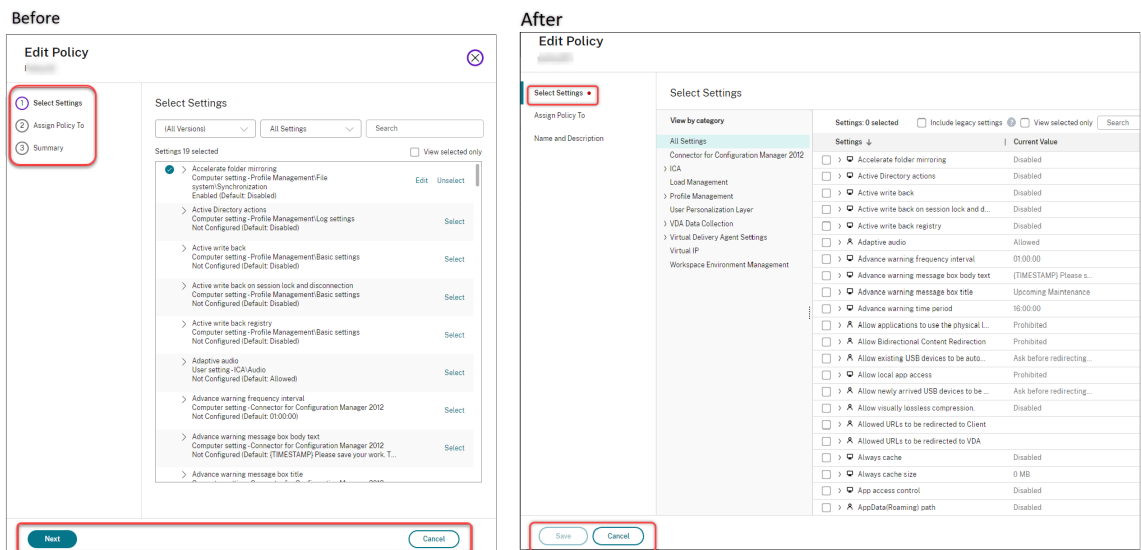 Before
Edit Policy
1 Select Settings
2 Assign Policy To
3 Summary
Select Settings
(All Versions)
All Settings
Search
Settings 19 selected
View selected only
Accelerate folder mirroring
Computer setting - Profile Management\File
system\Synchronization
Enabled (Default: Disabled)
Edit Unselect
Active Directory actions
Computer setting - Profile Management\Log settings
Not Configured (Default: Disabled)
Select
Active write back
Computer setting - Profile Management\Basic settings
Not Configured (Default: Disabled)
Select
Active write back on session lock and disconnection
Computer setting - Profile Management\Basic settings
Not Configured (Default: Disabled)
Select
Active write back registry
Computer setting - Profile Management\Basic settings
Not Configured (Default: Disabled)
Select
Adaptive audio
User setting - ICA\Audio
Not Configured (Default: Allowed)
Select
Advance warning frequency interval
Computer setting - Connector for Configuration Manager 2012
Not Configured (Default: 01:00:00)
Select
Advance warning message box body text
Computer setting - Connector for Configuration Manager 2012
Not Configured (Default: {TIMESTAMP} Please save your work. T...
Select
Advance warning message box title
Next
Cancel
After
Edit Policy
Select Settings
Assign Policy To
Name and Description
Select Settings
View by category
All Settings
Connector for Configuration Manager 2012
ICA
Load Management
Profile Management
User Personalization Layer
VDA Data Collection
Virtual Delivery Agent Settings
Virtual IP
Workspace Environment Management
Settings: 0 selected
Include legacy settings
View selected only
Search
Settings ↓ Current Value
Accelerate folder mirroring Disabled
Active Directory actions Disabled
Active write back Disabled
Active write back on session lock and d... Disabled
Active write back registry Disabled
Adaptive audio Allowed
Advance warning frequency interval 01:00:00
Advance warning message box body text {TIMESTAMP} Please s...
Advance warning message box title Upcoming Maintenance
Advance warning time period 16:00:00
Allow applications to use the physical l... Prohibited
Allow Bidirectional Content Redirection Prohibited
Allow existing USB devices to be auto... Ask before redirecting...
Allow local app access Prohibited
Allow newly arrived USB devices to be ... Ask before redirecting...
Allow visually lossless compression. Disabled
Allowed URLs to be redirected to Client
Allowed URLs to be redirected to VDA
Always cache Disabled
Always cache size 0 MB
App access control Disabled
AppData(Roaming) path Disabled
Save
Cancel